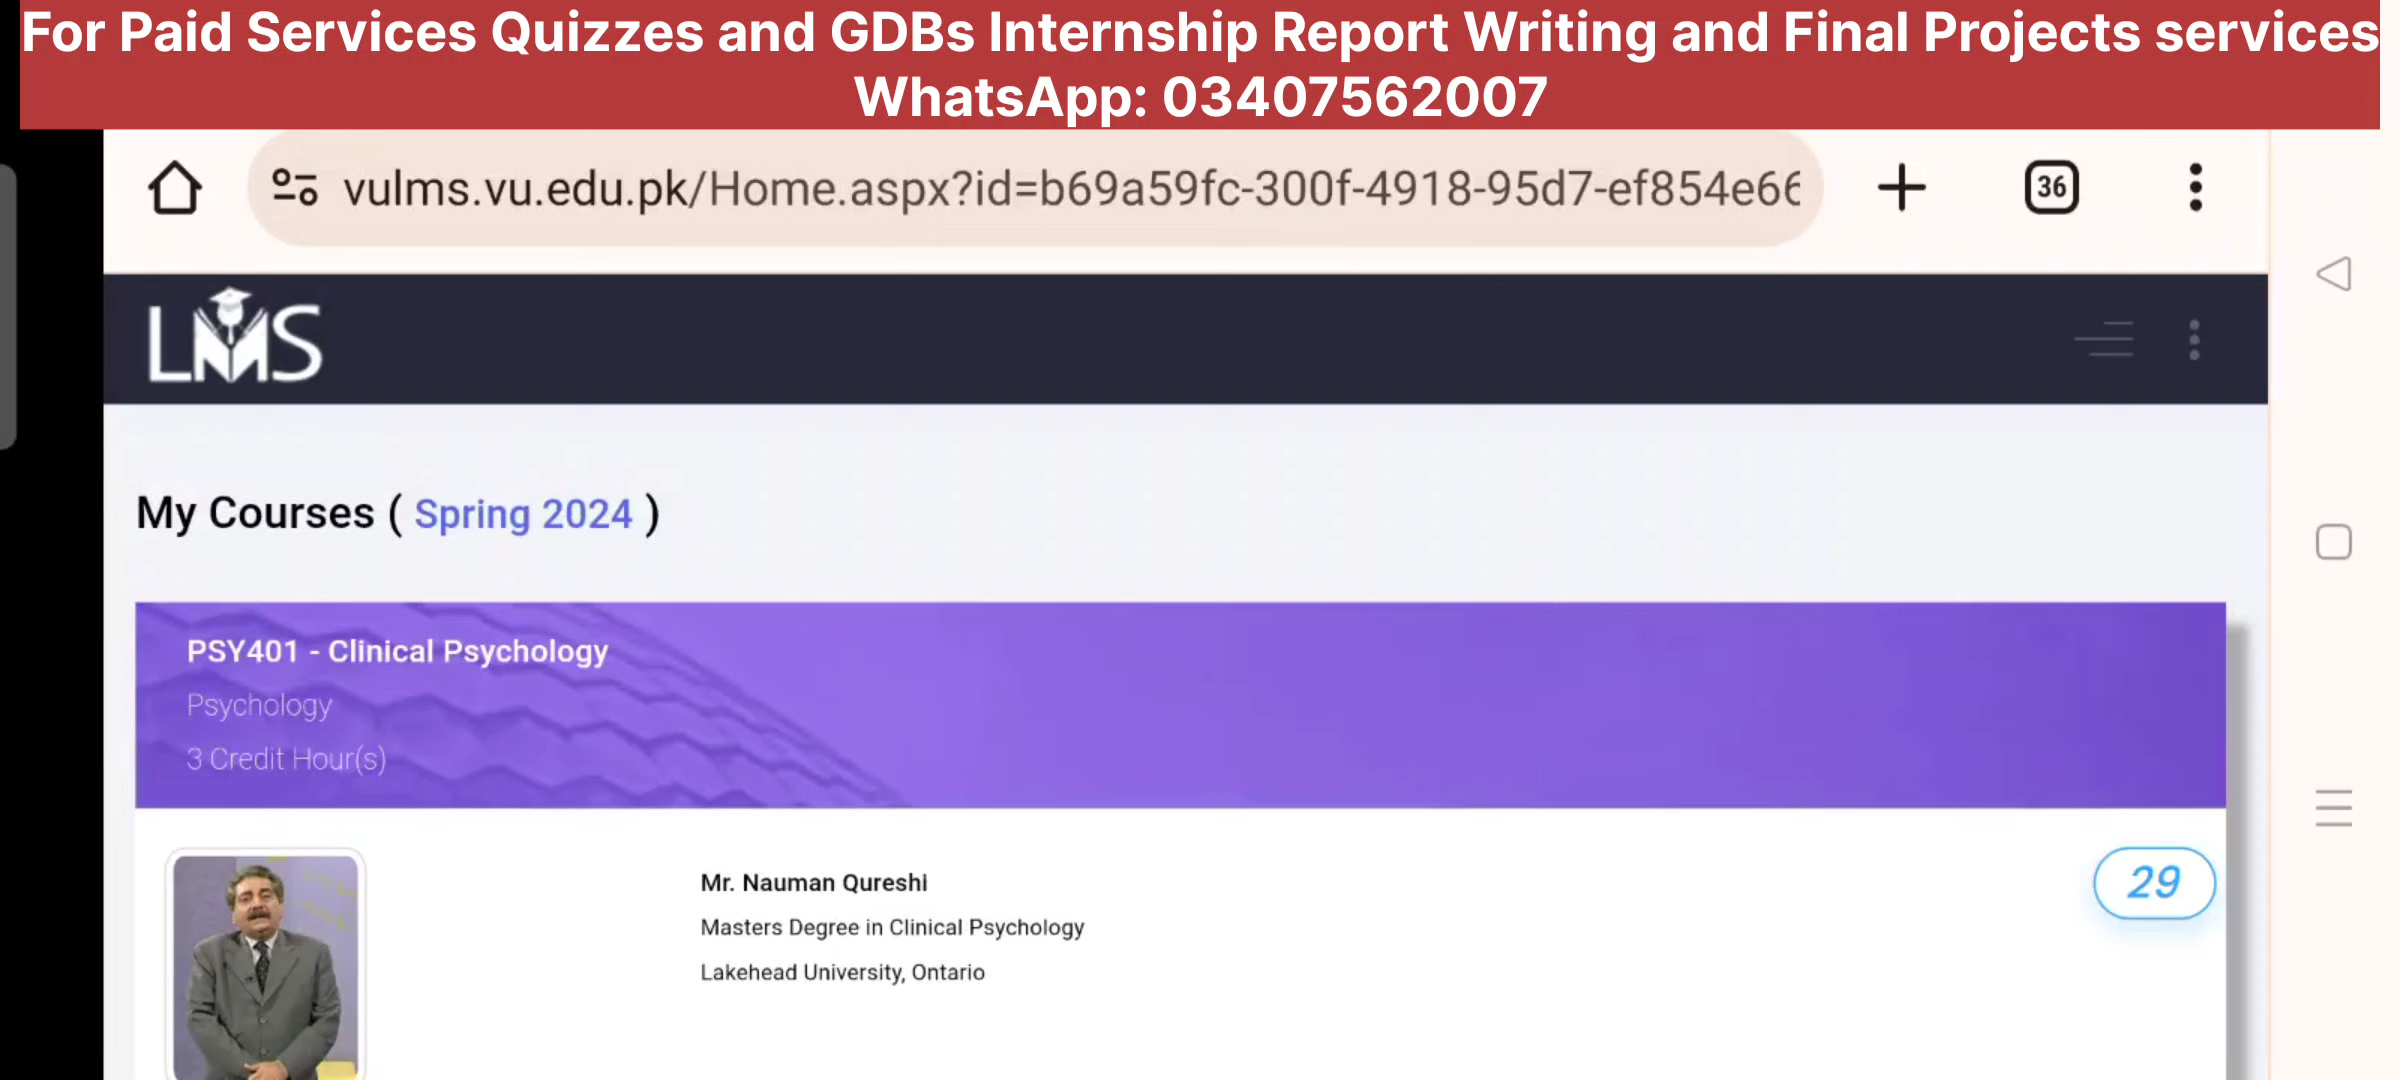 For Paid Services Quizzes and GDBs Internship Report Writing and Final Projects services
WhatsApp: 03407562007
vulms.vu.edu.pk/Home.aspx?id=b69a59fc-300f-4918-95d7-ef854e66
36
LMS
My Courses ( Spring 2024 )
PSY401 - Clinical Psychology
Psychology
3 Credit Hour(s)
Mr. Nauman Qureshi
29
Masters Degree in Clinical Psychology
Lakehead University, Ontario